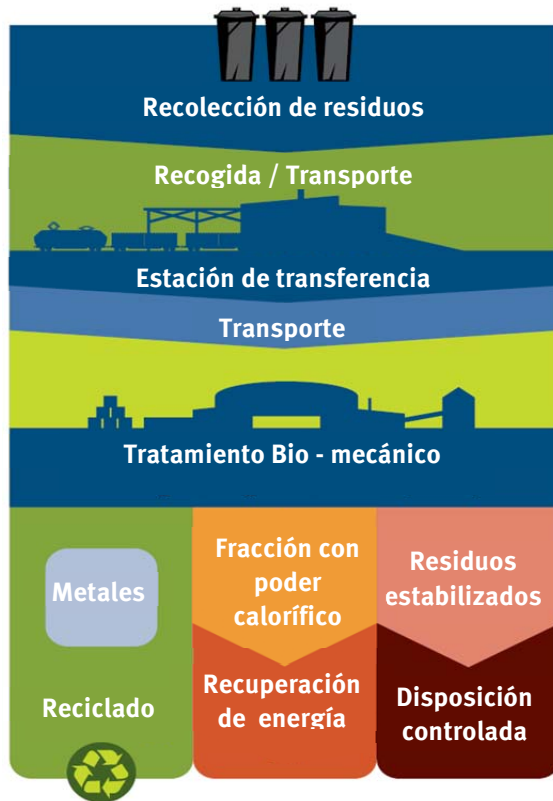 Recolección de residuos
Recogida / Transporte
Estación de transferencia
Transporte
Tratamiento Bio - mecánico
Metales
Reciclado
Fracción con
poder
calorífico
Recuperación
de energía
Residuos
estabilizados
Disposición
controlada